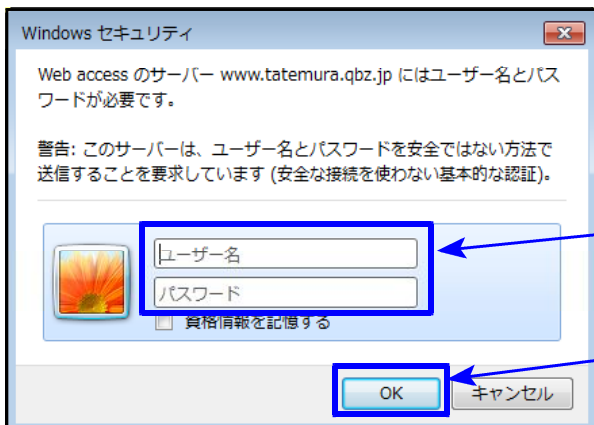 Windows セキュリティ
Web access のサーバー www.tatemura.qbz.jp にはユーザー名とパス
ワードが必要です。
警告: このサーバーは、ユーザー名とパスワードを安全ではない方法で
送信することを要求しています (安全な接続を使わない基本的な認証)。
ユーザー名
パスワード
資格情報を記憶する
OK
キャンセル